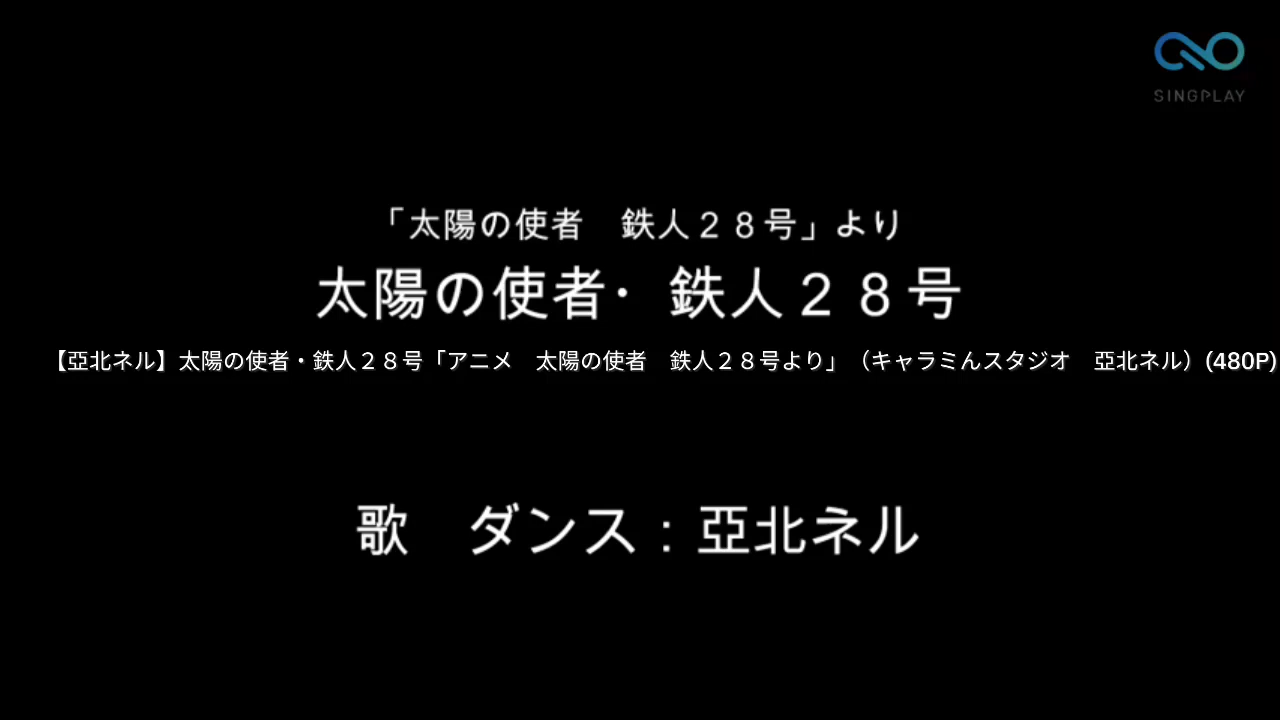 SINGPLAY
「太陽の使者　鉄人２８号」より
太陽の使者・鉄人２８号
【亞北ネル】太陽の使者・鉄人２８号「アニメ　太陽の使者　鉄人２８号より」（キャラミんスタジオ　亞北ネル）(480P)
歌　ダンス：亞北ネル